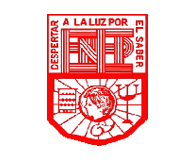 DESPERTAR A LA LUZ POR EL SABER
ENP